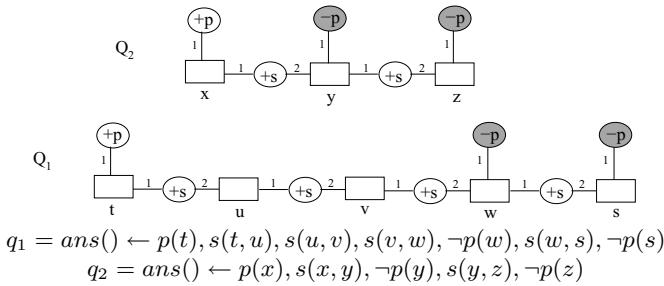 +p −p −p
1 1 1
Q₂
1 +s 2 1 +s 2
x y z
+p −p −p
Q₁
1 1 1
1 +s 2 1 +s 2 1 +s 2 1 +s 2
t u v w s
q₁ = ans() ← p(t), s(t, u), s(u, v), s(v, w), ¬p(w), s(w, s), ¬p(s)
q₂ = ans() ← p(x), s(x, y), ¬p(y), s(y, z), ¬p(z)